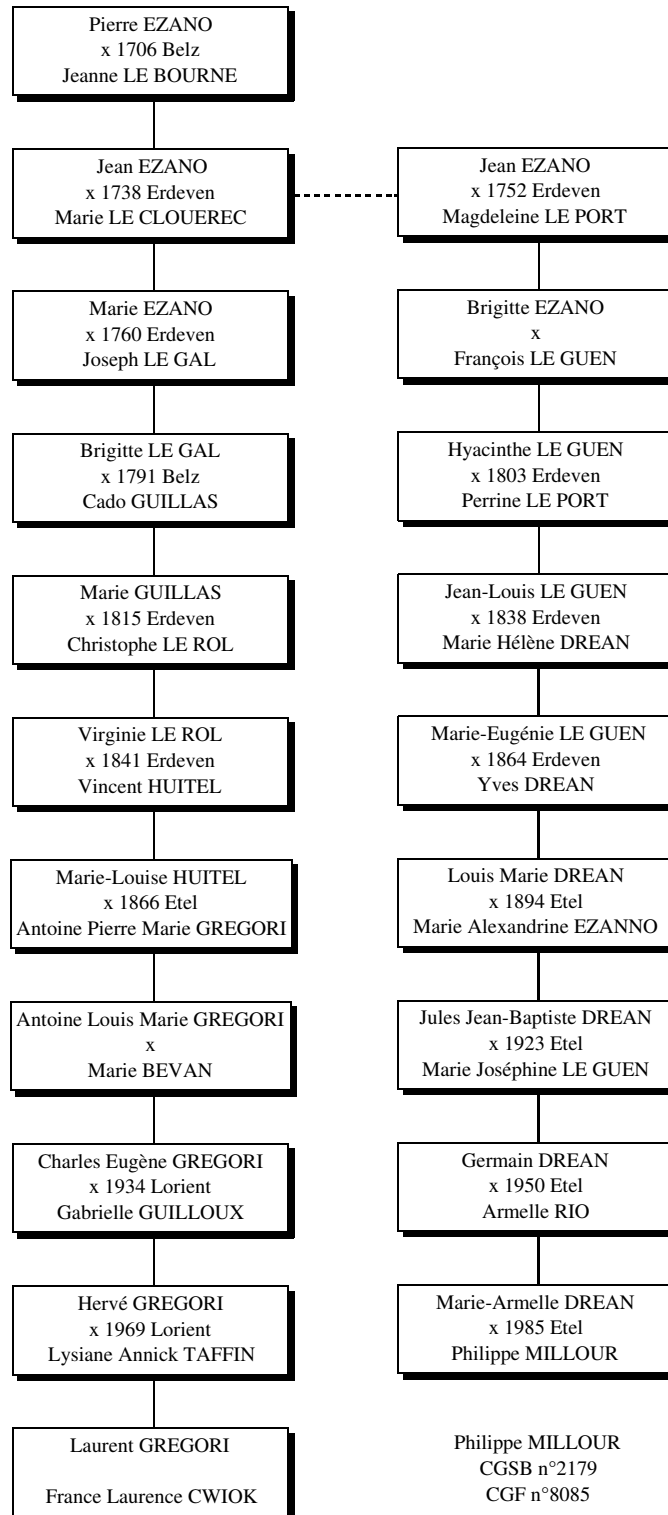 Pierre EZANO
x 1706 Belz
Jeanne LE BOURNE
Jean EZANO
x 1738 Erdeven
Marie LE CLOUEREC
Marie EZANO
x 1760 Erdeven
Joseph LE GAL
Brigitte LE GAL
x 1791 Belz
Cado GUILLAS
Marie GUILLAS
x 1815 Erdeven
Christophe LE ROL
Virginie LE ROL
x 1841 Erdeven
Vincent HUITEL
Marie-Louise HUITEL
x 1866 Etel
Antoine Pierre Marie GREGORI
Antoine Louis Marie GREGORI
x
Marie BEVAN
Charles Eugène GREGORI
x 1934 Lorient
Gabrielle GUILLOUX
Hervé GREGORI
x 1969 Lorient
Lysiane Annick TAFFIN
Laurent GREGORI
France Laurence CWIOK
Jean EZANO
x 1752 Erdeven
Magdeleine LE PORT
Brigitte EZANO
x
François LE GUEN
Hyacinthe LE GUEN
x 1803 Erdeven
Perrine LE PORT
Jean-Louis LE GUEN
x 1838 Erdeven
Marie Hélène DREAN
Marie-Eugénie LE GUEN
x 1864 Erdeven
Yves DREAN
Louis Marie DREAN
x 1894 Etel
Marie Alexandrine EZANNO
Jules Jean-Baptiste DREAN
x 1923 Etel
Marie Joséphine LE GUEN
Germain DREAN
x 1950 Etel
Armelle RIO
Marie-Armelle DREAN
x 1985 Etel
Philippe MILLOUR
Philippe MILLOUR
CGSB n°2179
CGF n°8085